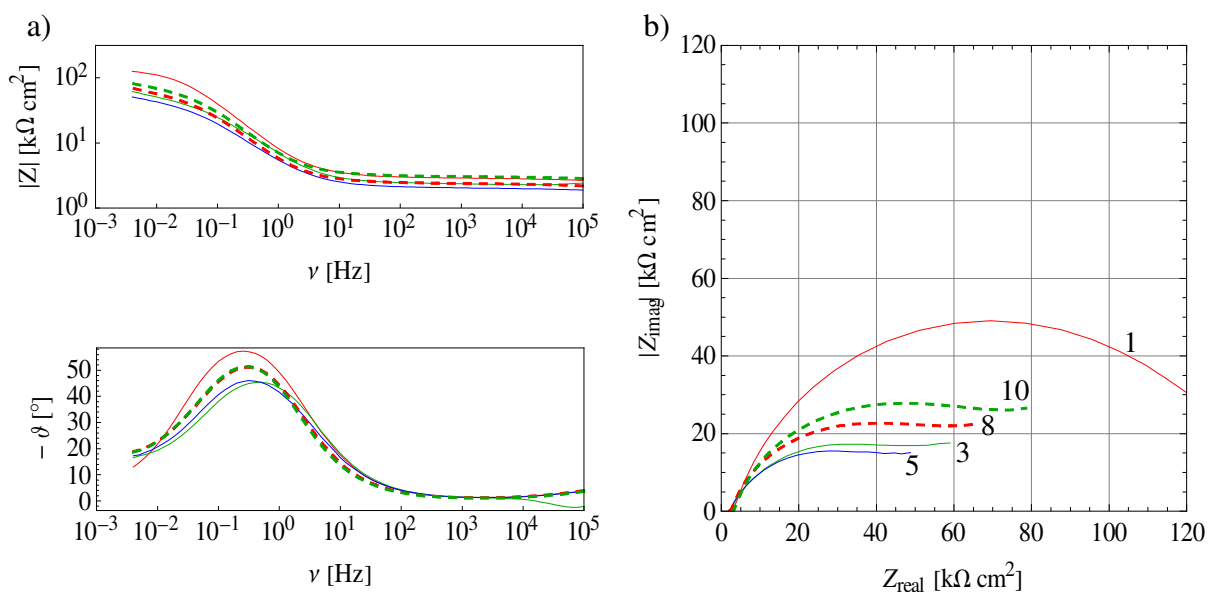 a)
|Z| [kΩ cm²]
10² 10¹ 10⁰
10⁻³ 10⁻² 10⁻¹ 10⁰ 10¹ 10² 10³ 10⁴ 10⁵
ν [Hz]
− ϑ [°]
50 40 30 20 10 0
10⁻³ 10⁻² 10⁻¹ 10⁰ 10¹ 10² 10³ 10⁴ 10⁵
ν [Hz]
b)
|Z_imag| [kΩ cm²]
120
100
80
60
40
20
0
1
10
8
3
5
0 20 40 60 80 100 120
Z_real [kΩ cm²]